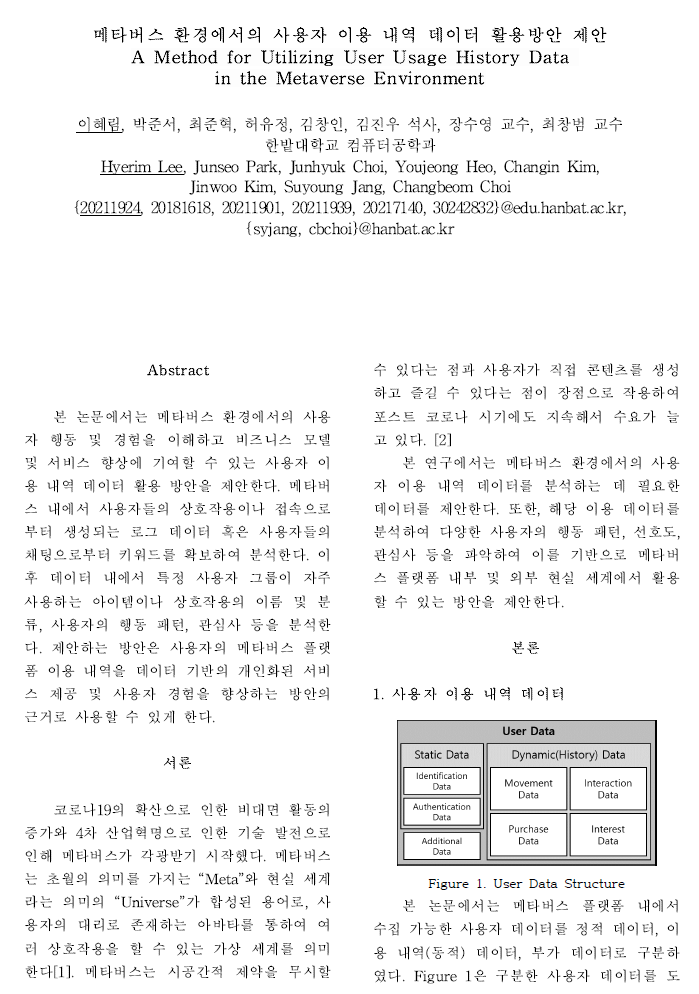 메타버스 환경에서의 사용자 이용 내역 데이터 활용방안 제안
A Method for Utilizing User Usage History Data
in the Metaverse Environment
이혜림, 박준서, 최준혁, 허유정, 김창인, 김진우 석사, 장수영 교수, 최창범 교수
한밭대학교 컴퓨터공학과
Hyerim Lee, Junseo Park, Junhyuk Choi, Youjeong Heo, Changin Kim,
Jinwoo Kim, Suyoung Jang, Changbeom Choi
{20211924, 20181618, 20211901, 20211939, 20217140, 30242832}@edu.hanbat.ac.kr,
{syjang, cbchoi}@hanbat.ac.kr
Abstract
본 논문에서는 메타버스 환경에서의 사용
자 행동 및 경험을 이해하고 비즈니스 모델
및 서비스 향상에 기여할 수 있는 사용자 이
용 내역 데이터 활용 방안을 제안한다. 메타버
스 내에서 사용자들의 상호작용이나 접속으로
부터 생성되는 로그 데이터 혹은 사용자들의
채팅으로부터 키워드를 확보하여 분석한다. 이
후 데이터 내에서 특정 사용자 그룹이 자주
사용하는 아이템이나 상호작용의 이름 및 분
류, 사용자의 행동 패턴, 관심사 등을 분석한
다. 제안하는 방안은 사용자의 메타버스 플랫
폼 이용 내역을 데이터 기반의 개인화된 서비
스 제공 및 사용자 경험을 향상하는 방안의
근거로 사용할 수 있게 한다.
서론
코로나19의 확산으로 인한 비대면 활동의
증가와 4차 산업혁명으로 인한 기술 발전으로
인해 메타버스가 각광받기 시작했다. 메타버스
는 초월의 의미를 가지는 “Meta”와 현실 세계
라는 의미의 “Universe”가 합성된 용어로, 사
용자의 대리로 존재하는 아바타를 통하여 여
러 상호작용을 할 수 있는 가상 세계를 의미
한다[1]. 메타버스는 시공간적 제약을 무시할
수 있다는 점과 사용자가 직접 콘텐츠를 생성
하고 즐길 수 있다는 점이 장점으로 작용하여
포스트 코로나 시기에도 지속해서 수요가 늘
고 있다. [2]
본 연구에서는 메타버스 환경에서의 사용
자 이용 내역 데이터를 분석하는 데 필요한
데이터를 제안한다. 또한, 해당 이용 데이터를
분석하여 다양한 사용자의 행동 패턴, 선호도,
관심사 등을 파악하여 이를 기반으로 메타버
스 플랫폼 내부 및 외부 현실 세계에서 활용
할 수 있는 방안을 제안한다.
본론
1. 사용자 이용 내역 데이터
User Data
Static Data
Identification
Data
Authentication
Data
Additional
Data
Dynamic(History) Data
Movement
Data
Interaction
Data
Purchase
Data
Interest
Data
Figure 1. User Data Structure
본 논문에서는 메타버스 플랫폼 내에서
수집 가능한 사용자 데이터를 정적 데이터, 이
용 내역(동적) 데이터, 부가 데이터로 구분하
였다. Figure 1은 구분한 사용자 데이터를 도